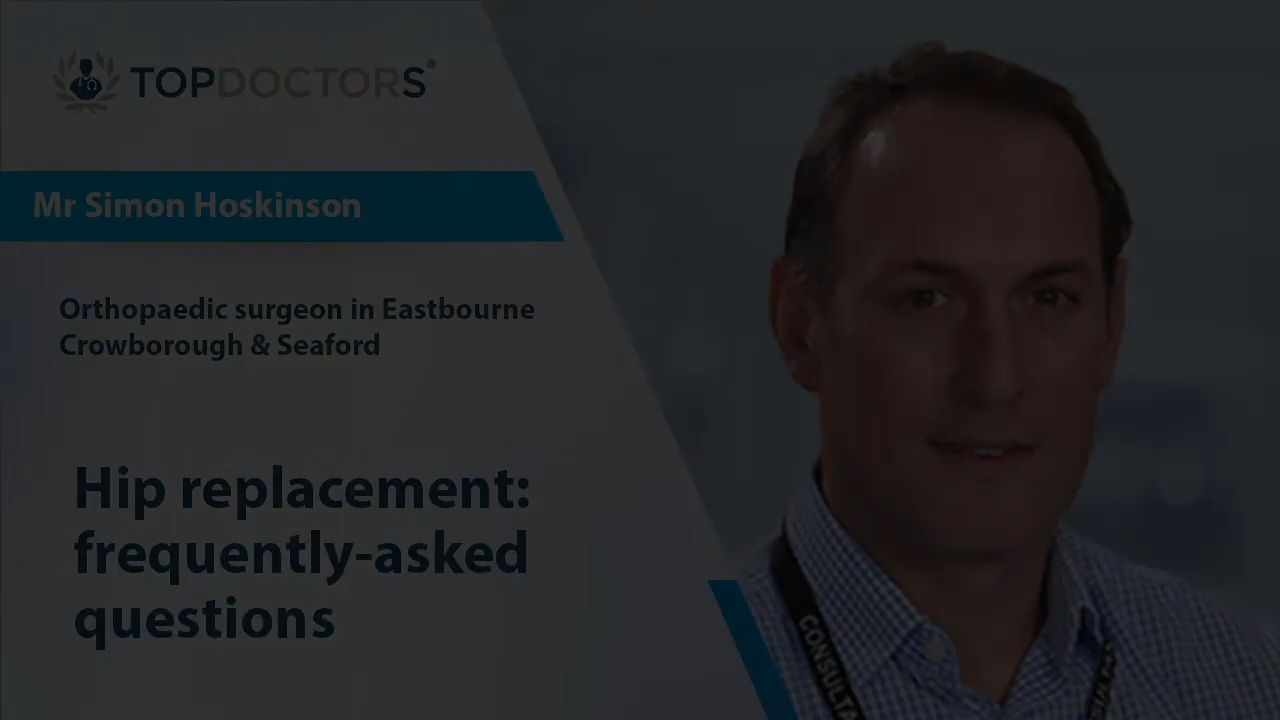 TOPDOCTORS®
Mr Simon Hoskinson
Orthopaedic surgeon in Eastbourne
Crowborough & Seaford
Hip replacement:
frequently-asked
questions